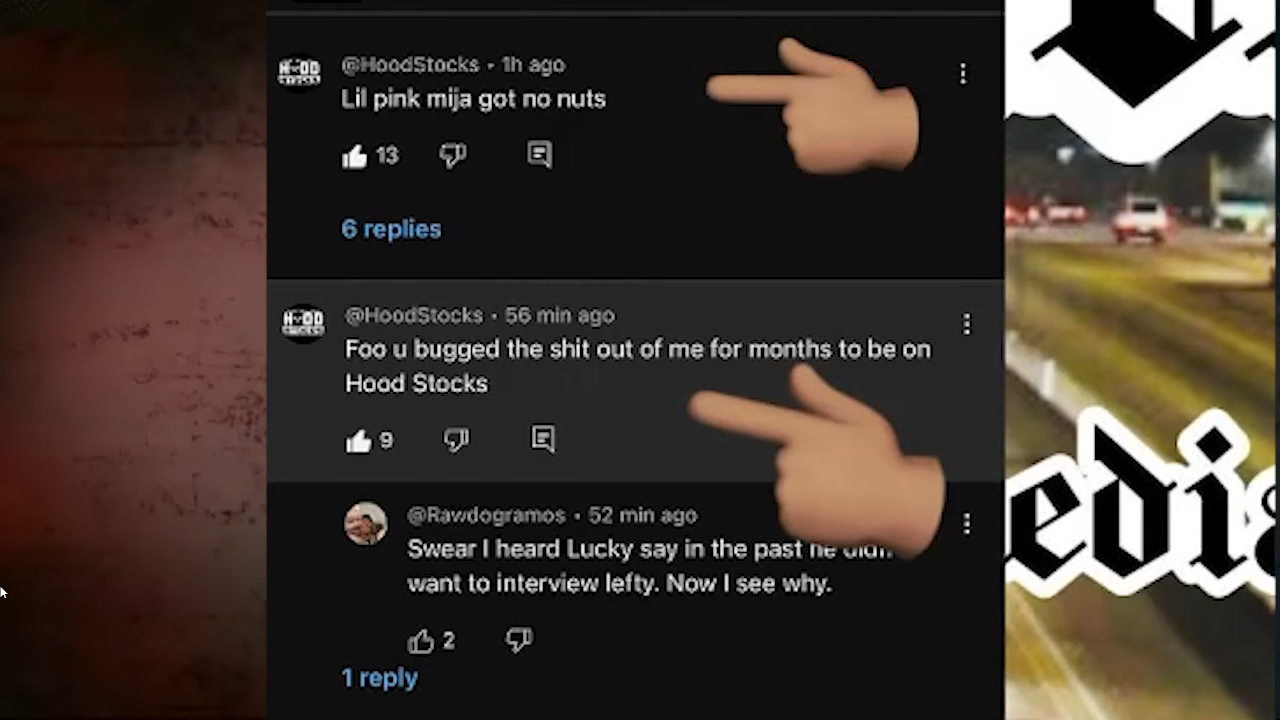 @HoodStocks • 1h ago
Lil pink mija got no nuts
13
6 replies
@HoodStocks • 56 min ago
Foo u bugged the shit out of me for months to be on
Hood Stocks
9
@Rawdogramos • 52 min ago
Swear I heard Lucky say in the past he didn
want to interview lefty. Now I see why.
2
1 reply
edia